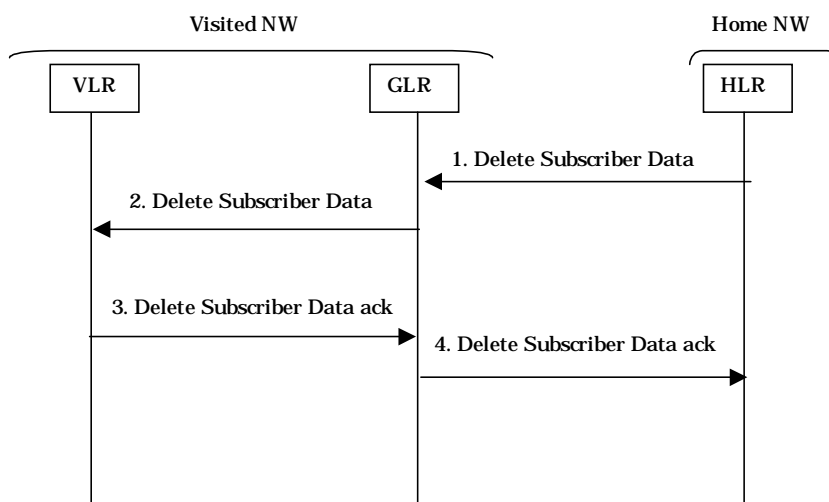 Visited NW
Home NW
VLR
GLR
HLR
1. Delete Subscriber Data
2. Delete Subscriber Data
3. Delete Subscriber Data ack
4. Delete Subscriber Data ack